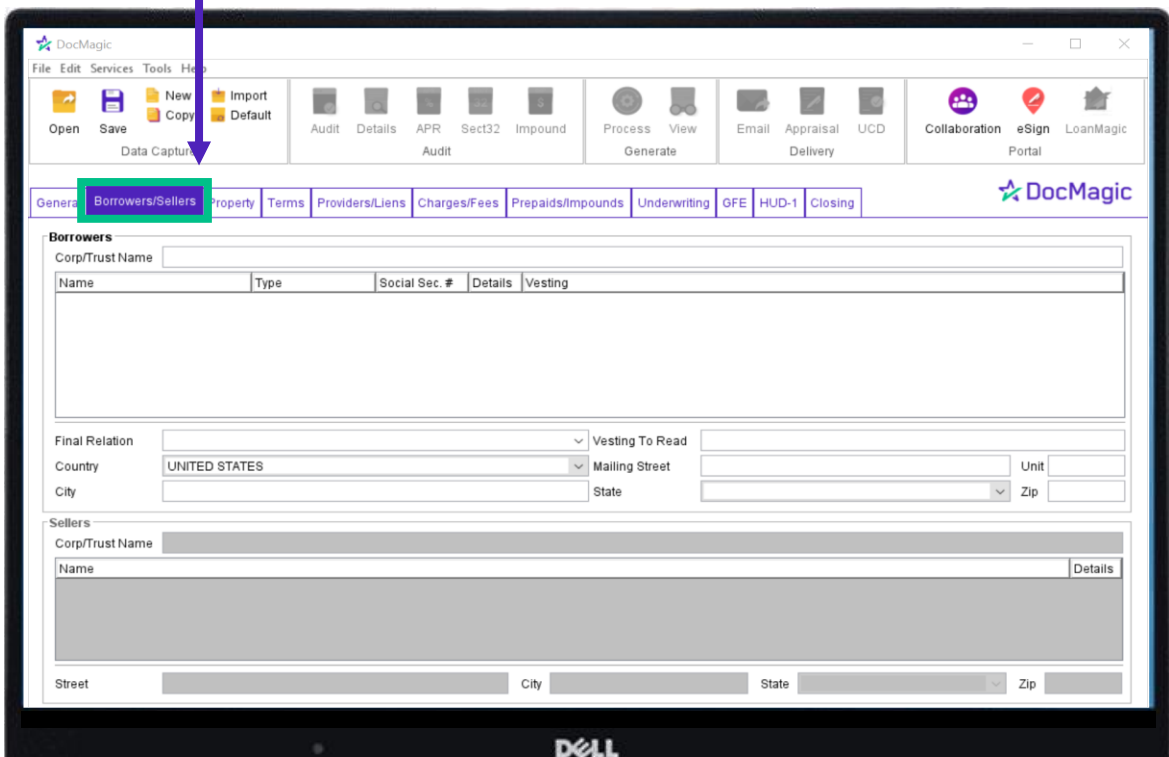 DocMagic
File Edit Services Tools Help
New Import
Copy Default
Open Save Audit Details APR Sect32 Impound Process View Email Appraisal UCD Collaboration eSign LoanMagic
Data Capture Audit Generate Delivery Portal
DocMagic
General Borrowers/Sellers Property Terms Providers/Liens Charges/Fees Prepaids/Impounds Underwriting GFE HUD-1 Closing
Borrowers
Corp/Trust Name
Name Type Social Sec. # Details Vesting
Final Relation Vesting To Read
Country UNITED STATES Mailing Street Unit
City State Zip
Sellers
Corp/Trust Name
Name Details
Street City State Zip
DELL